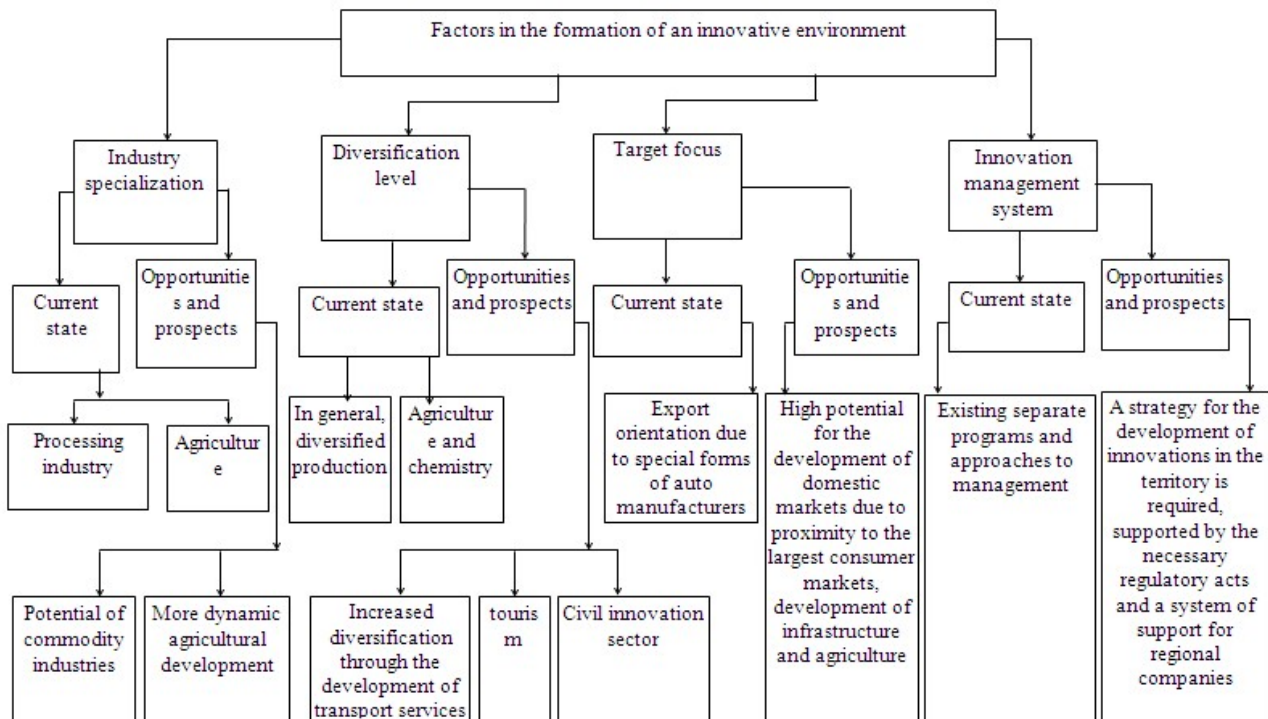 Factors in the formation of an innovative environment
Industry
specialization
Diversification
level
Target focus
Innovation
management
system
Current
state
Opportunitie
s and
prospects
Current state
Opportunities
and prospects
Current state
Opportunitie
s and
prospects
Current state
Opportunities
and prospects
Processing
industry
Agricultur
e
In general,
diversified
production
Agricultur
e and
chemistry
Export
orientation due
to special forms
of auto
manufacturers
High potential
for the
development of
domestic
markets due to
proximity to the
largest consumer
markets,
development of
infrastructure
and agriculture
Existing separate
programs and
approaches to
management
A strategy for the
development of
innovations in the
territory is
required,
supported by the
necessary
regulatory acts
and a system of
support for
regional
companies
Potential of
commodity
industries
More dynamic
agricultural
development
Increased
diversification
through the
development of
transport services
touris
m
Civil innovation
sector